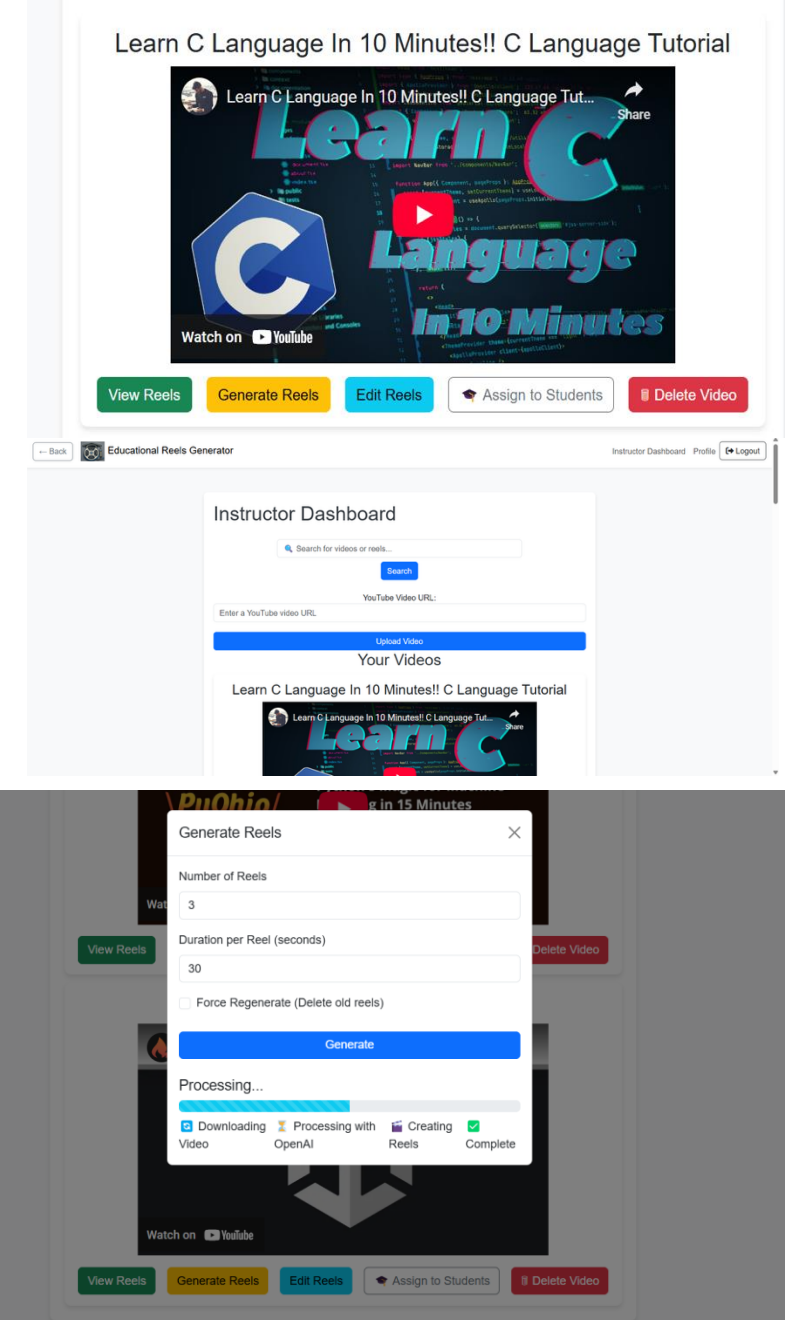 Learn C Language In 10 Minutes!! C Language Tutorial
Learn C Language In 10 Minutes!! C Language Tut...
Share
Learn C
Language
In 10 Minutes
C
Watch on YouTube
View Reels
Generate Reels
Edit Reels
Assign to Students
Delete Video
← Back
Educational Reels Generator
Instructor Dashboard
Profile
Logout
Instructor Dashboard
Search for videos or reels...
Search
YouTube Video URL:
Enter a YouTube video URL
Upload Video
Your Videos
Learn C Language In 10 Minutes!! C Language Tutorial
Learn C Language In 10 Minutes!! C Language Tut...
Share
Learn C
PyOhio
in 15 Minutes
Generate Reels
Number of Reels
3
Duration per Reel (seconds)
30
Force Regenerate (Delete old reels)
Generate
Processing...
Downloading Video
Processing with OpenAI
Creating Reels
Complete
View Reels
Delete Video
Watch on YouTube
View Reels
Generate Reels
Edit Reels
Assign to Students
Delete Video